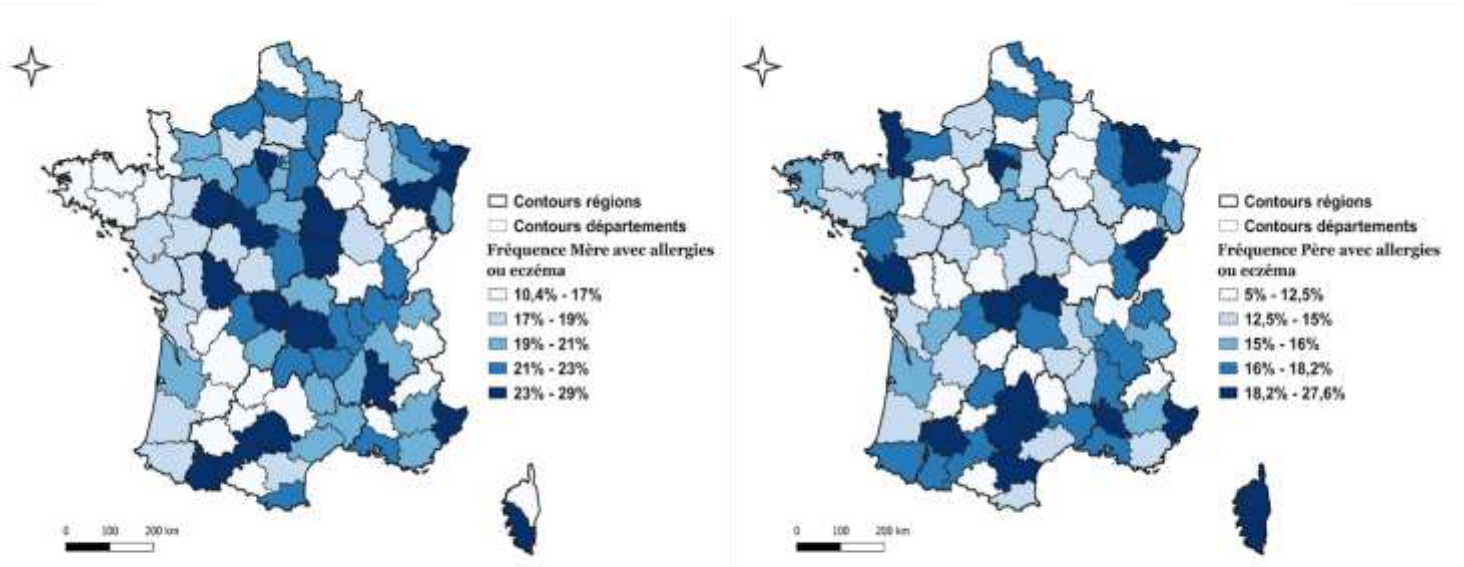 Contours régions
Contours départements
Fréquence Mère avec allergies
ou eczéma
10,4% - 17%
17% - 19%
19% - 21%
21% - 23%
23% - 29%
0 100 200 km
Contours régions
Contours départements
Fréquence Père avec allergies
ou eczéma
5% - 12,5%
12,5% - 15%
15% - 16%
16% - 18,2%
18,2% - 27,6%
0 100 200 km